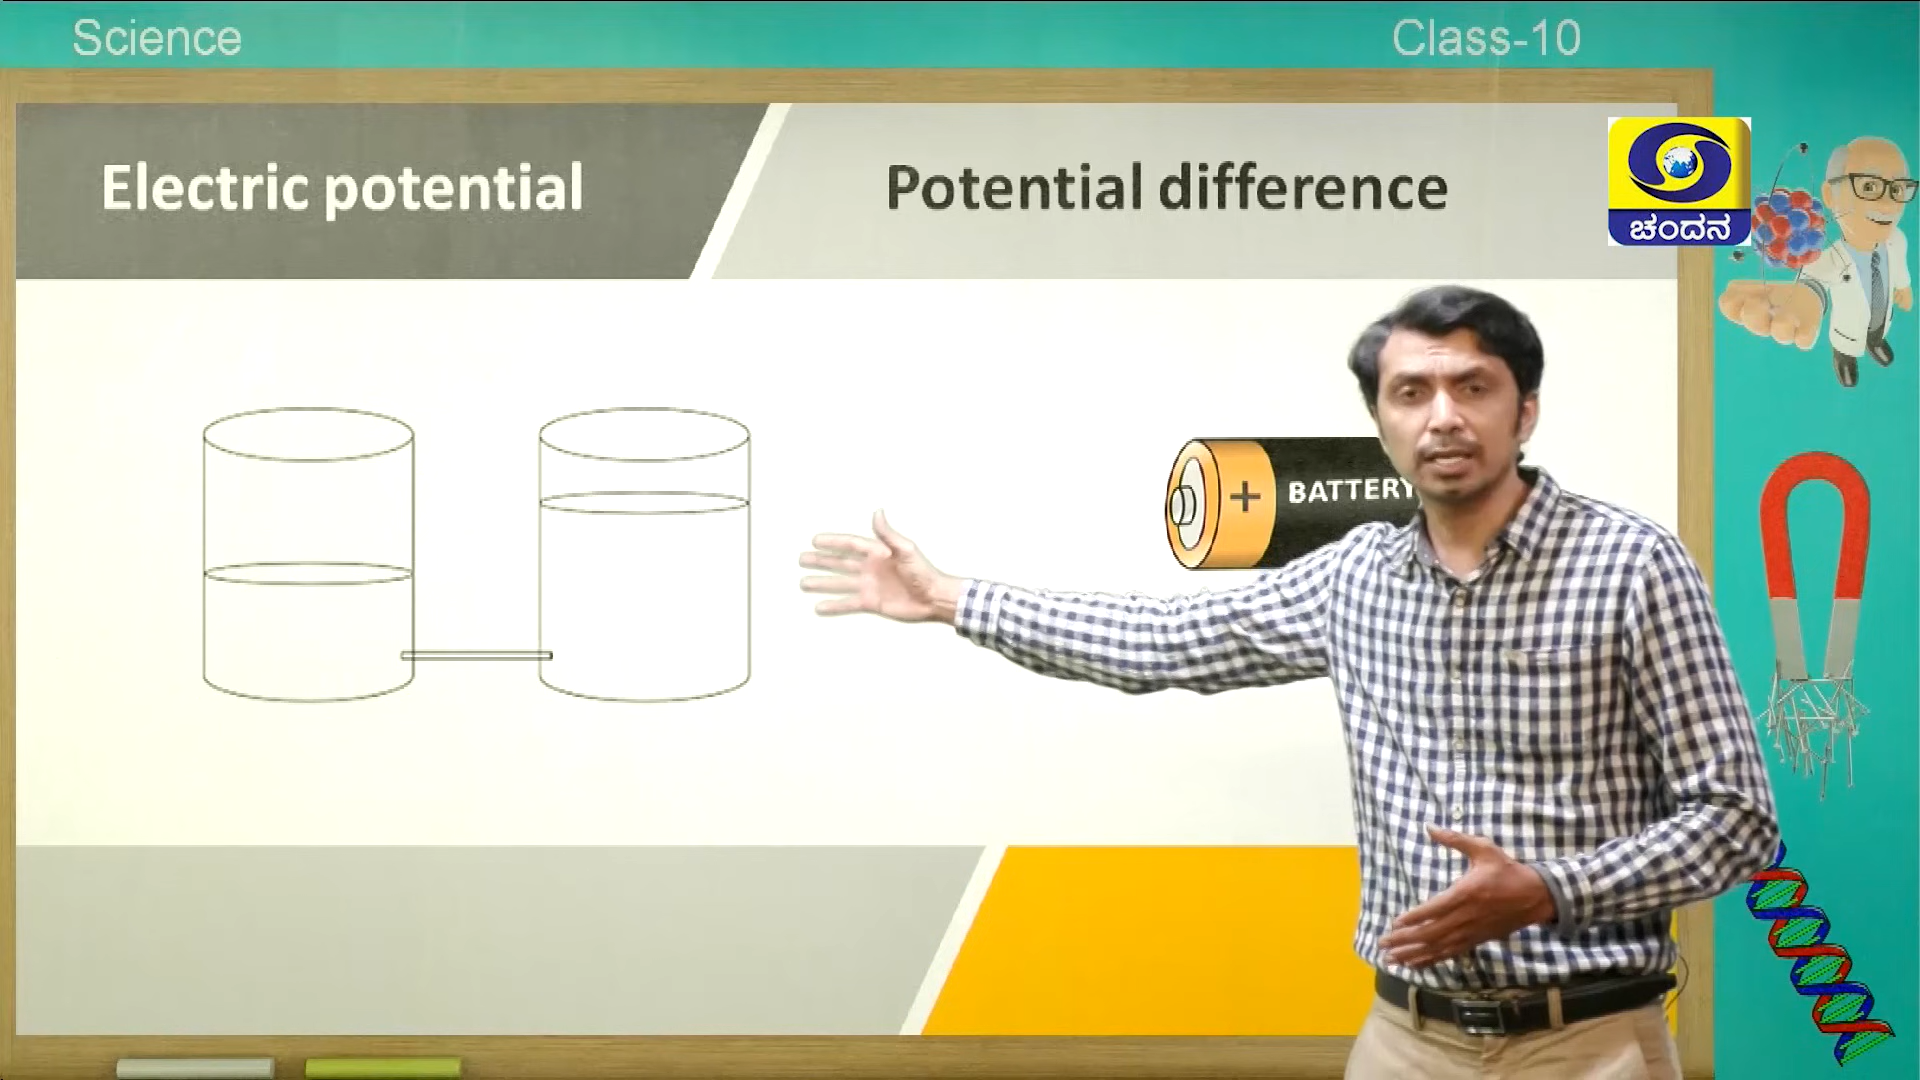 Science
Class-10
Electric potential
Potential difference
ಚಂದನ
+ BATTERY